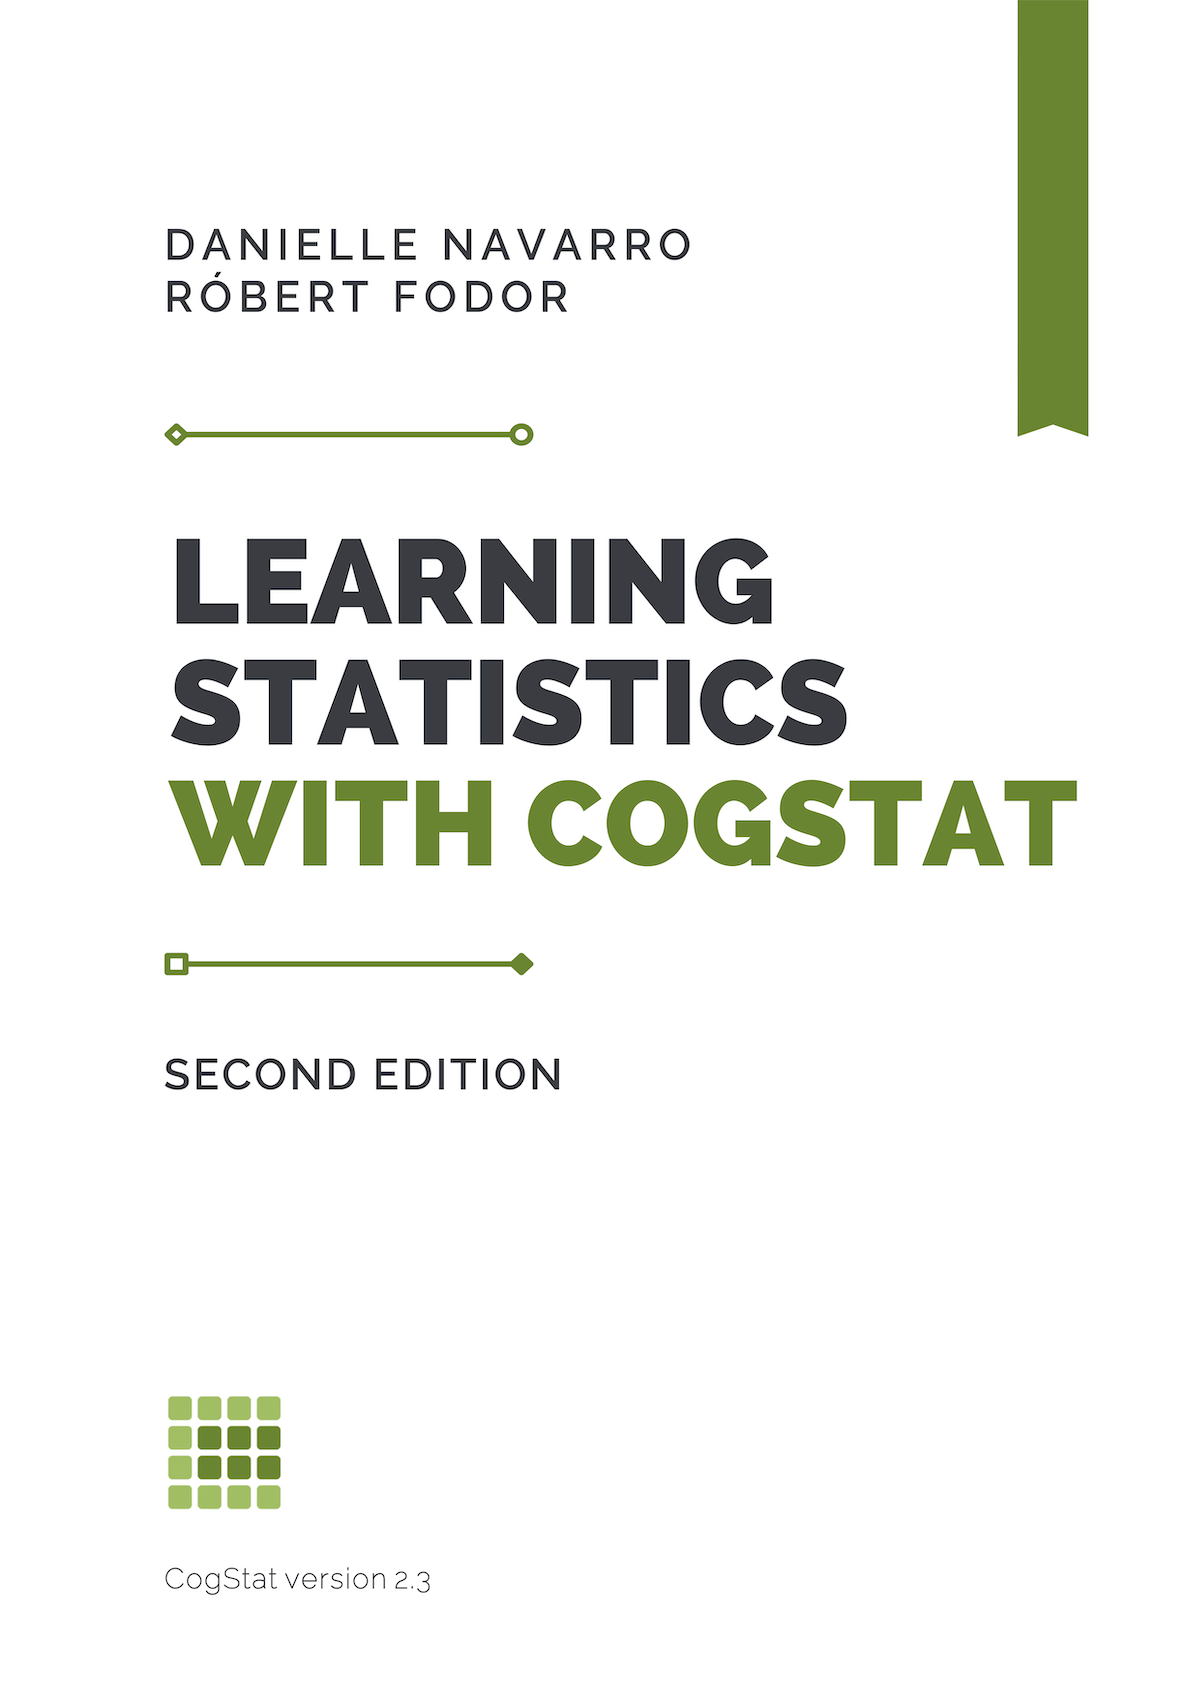 DANIELLE NAVARRO
RÓBERT FODOR
LEARNING
STATISTICS
WITH COGSTAT
SECOND EDITION
CogStat version 2.3